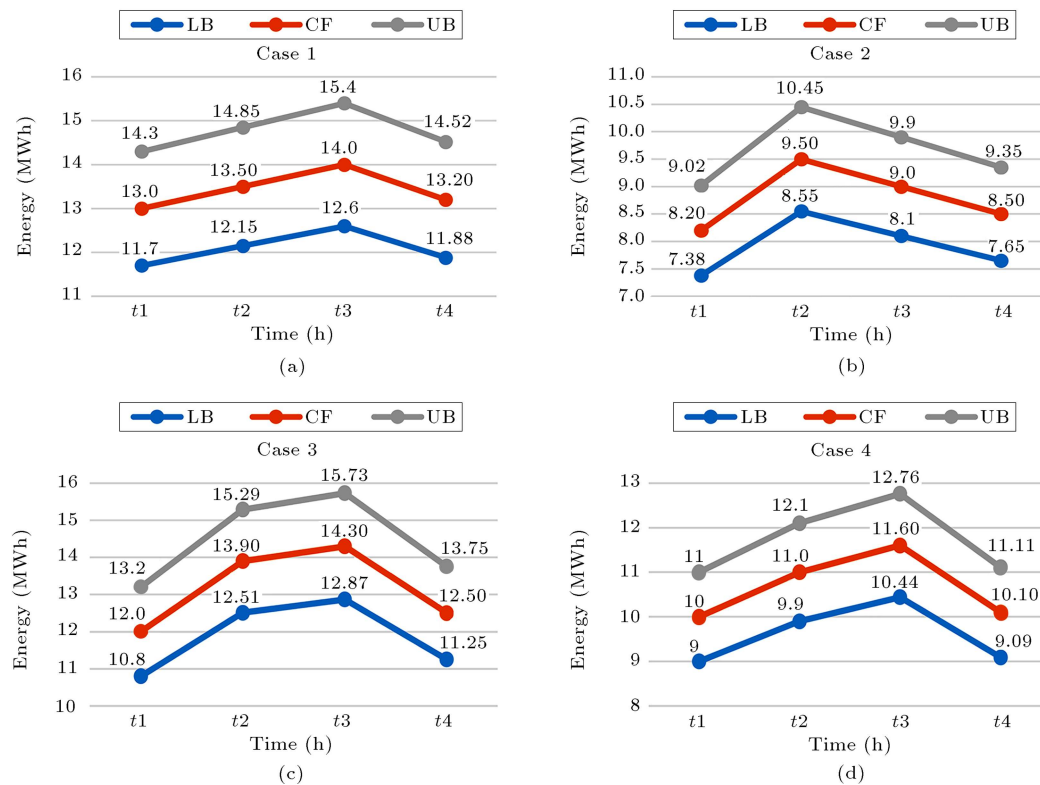 LB CF UB
Case 1
Energy (MWh)
16
15
14
13
12
11
14.3 14.85 15.4 14.52
13.0 13.50 14.0 13.20
11.7 12.15 12.6 11.88
t1 t2 t3 t4
Time (h)
(a)
LB CF UB
Case 2
Energy (MWh)
11.0
10.5
10.0
9.5
9.0
8.5
8.0
7.5
7.0
9.02 10.45 9.9 9.35
8.20 9.50 9.0 8.50
7.38 8.55 8.1 7.65
t1 t2 t3 t4
Time (h)
(b)
LB CF UB
Case 3
Energy (MWh)
16
15
14
13
12
11
10
13.2 15.29 15.73 13.75
12.0 13.90 14.30 12.50
10.8 12.51 12.87 11.25
t1 t2 t3 t4
Time (h)
(c)
LB CF UB
Case 4
Energy (MWh)
13
12
11
10
9
8
11 12.1 12.76 11.11
10 11.0 11.60 10.10
9 9.9 10.44 9.09
t1 t2 t3 t4
Time (h)
(d)